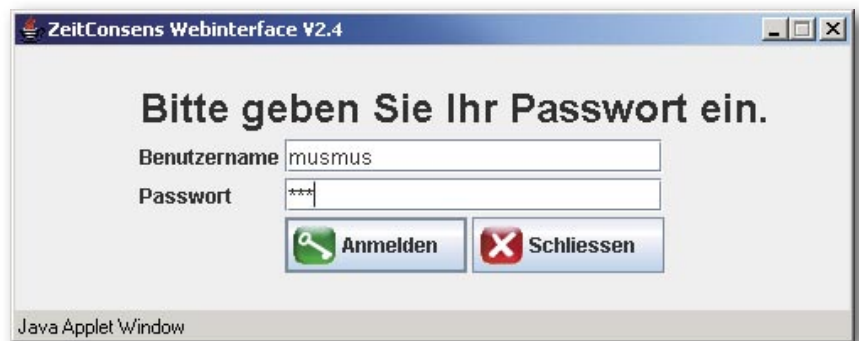 ZeitConsens Webinterface V2.4
Bitte geben Sie Ihr Passwort ein.
Benutzername musmus
Passwort ***
Anmelden Schliessen
Java Applet Window